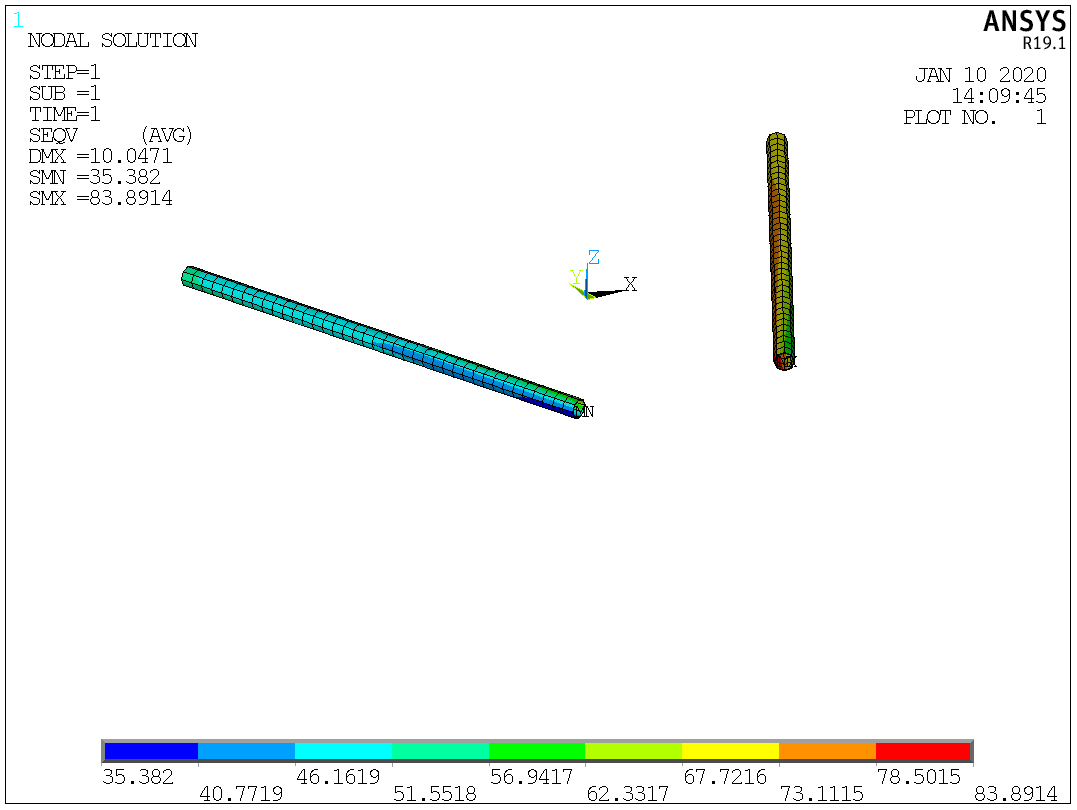 1
ANSYS
R19.1
NODAL SOLUTION
STEP=1
SUB =1
TIME=1
SEQV (AVG)
DMX =10.0471
SMN =35.382
SMX =83.8914
JAN 10 2020
14:09:45
PLOT NO. 1
Z
Y
X
MN
35.382
40.7719
46.1619
51.5518
56.9417
62.3317
67.7216
73.1115
78.5015
83.8914